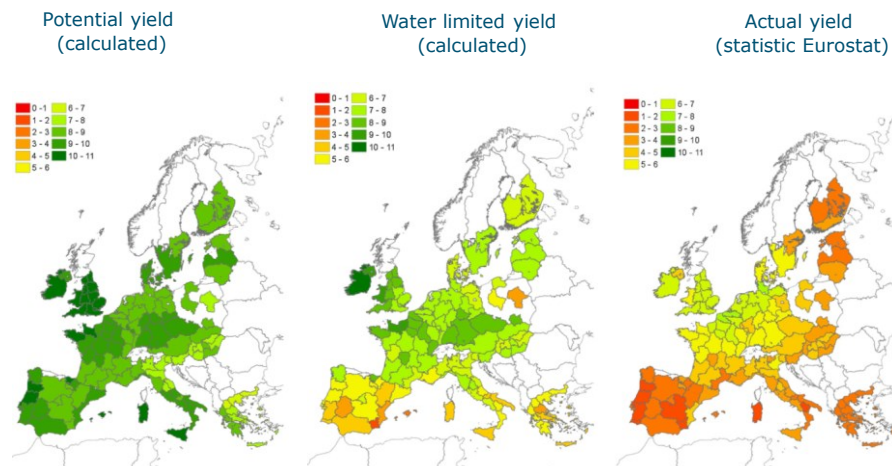 Potential yield
(calculated)
Water limited yield
(calculated)
Actual yield
(statistic Eurostat)
0 - 1
1 - 2
2 - 3
3 - 4
4 - 5
5 - 6
6 - 7
7 - 8
8 - 9
9 - 10
10 - 11
0 - 1
1 - 2
2 - 3
3 - 4
4 - 5
5 - 6
6 - 7
7 - 8
8 - 9
9 - 10
10 - 11
0 - 1
1 - 2
2 - 3
3 - 4
4 - 5
5 - 6
6 - 7
7 - 8
8 - 9
9 - 10
10 - 11